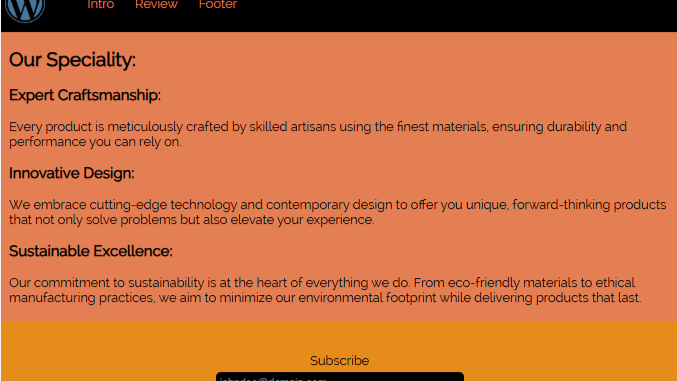 Intro Review Footer
Our Speciality:
Expert Craftsmanship:
Every product is meticulously crafted by skilled artisans using the finest materials, ensuring durability and
performance you can rely on.
Innovative Design:
We embrace cutting-edge technology and contemporary design to offer you unique, forward-thinking products
that not only solve problems but also elevate your experience.
Sustainable Excellence:
Our commitment to sustainability is at the heart of everything we do. From eco-friendly materials to ethical
manufacturing practices, we aim to minimize our environmental footprint while delivering products that last.
Subscribe